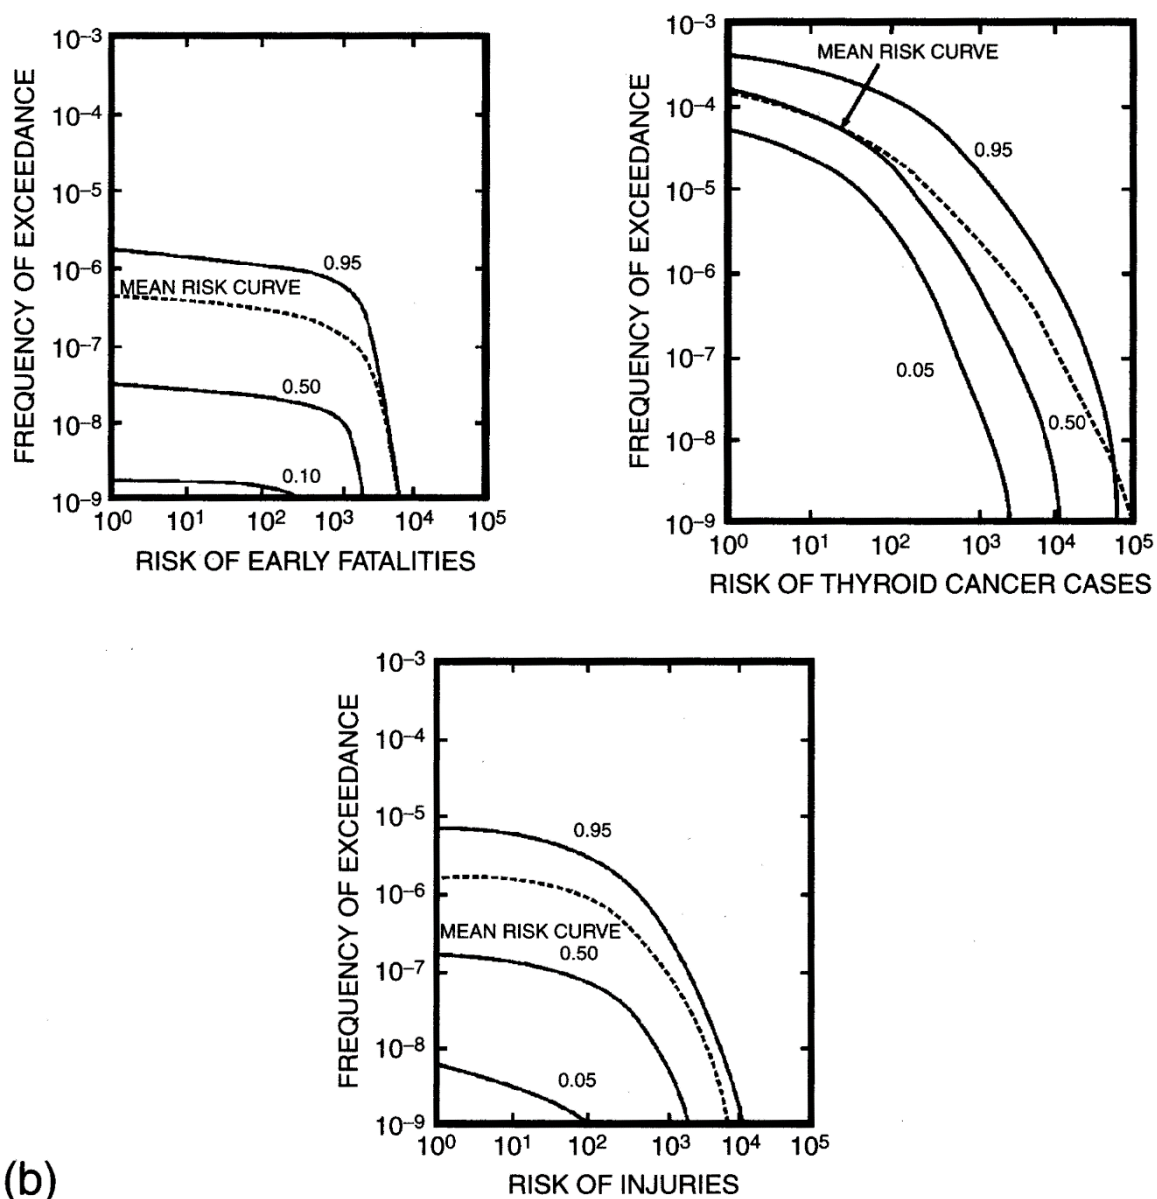 FREQUENCY OF EXCEEDANCE
10⁻³
10⁻⁴
10⁻⁵
10⁻⁶
10⁻⁷
10⁻⁸
10⁻⁹
0.95
MEAN RISK CURVE
0.50
0.10
10⁰ 10¹ 10² 10³ 10⁴ 10⁵
RISK OF EARLY FATALITIES
FREQUENCY OF EXCEEDANCE
10⁻³
10⁻⁴
10⁻⁵
10⁻⁶
10⁻⁷
10⁻⁸
10⁻⁹
MEAN RISK CURVE
0.95
0.05
0.50
10⁰ 10¹ 10² 10³ 10⁴ 10⁵
RISK OF THYROID CANCER CASES
FREQUENCY OF EXCEEDANCE
10⁻³
10⁻⁴
10⁻⁵
10⁻⁶
10⁻⁷
10⁻⁸
10⁻⁹
0.95
MEAN RISK CURVE
0.50
0.05
10⁰ 10¹ 10² 10³ 10⁴ 10⁵
RISK OF INJURIES
(b)